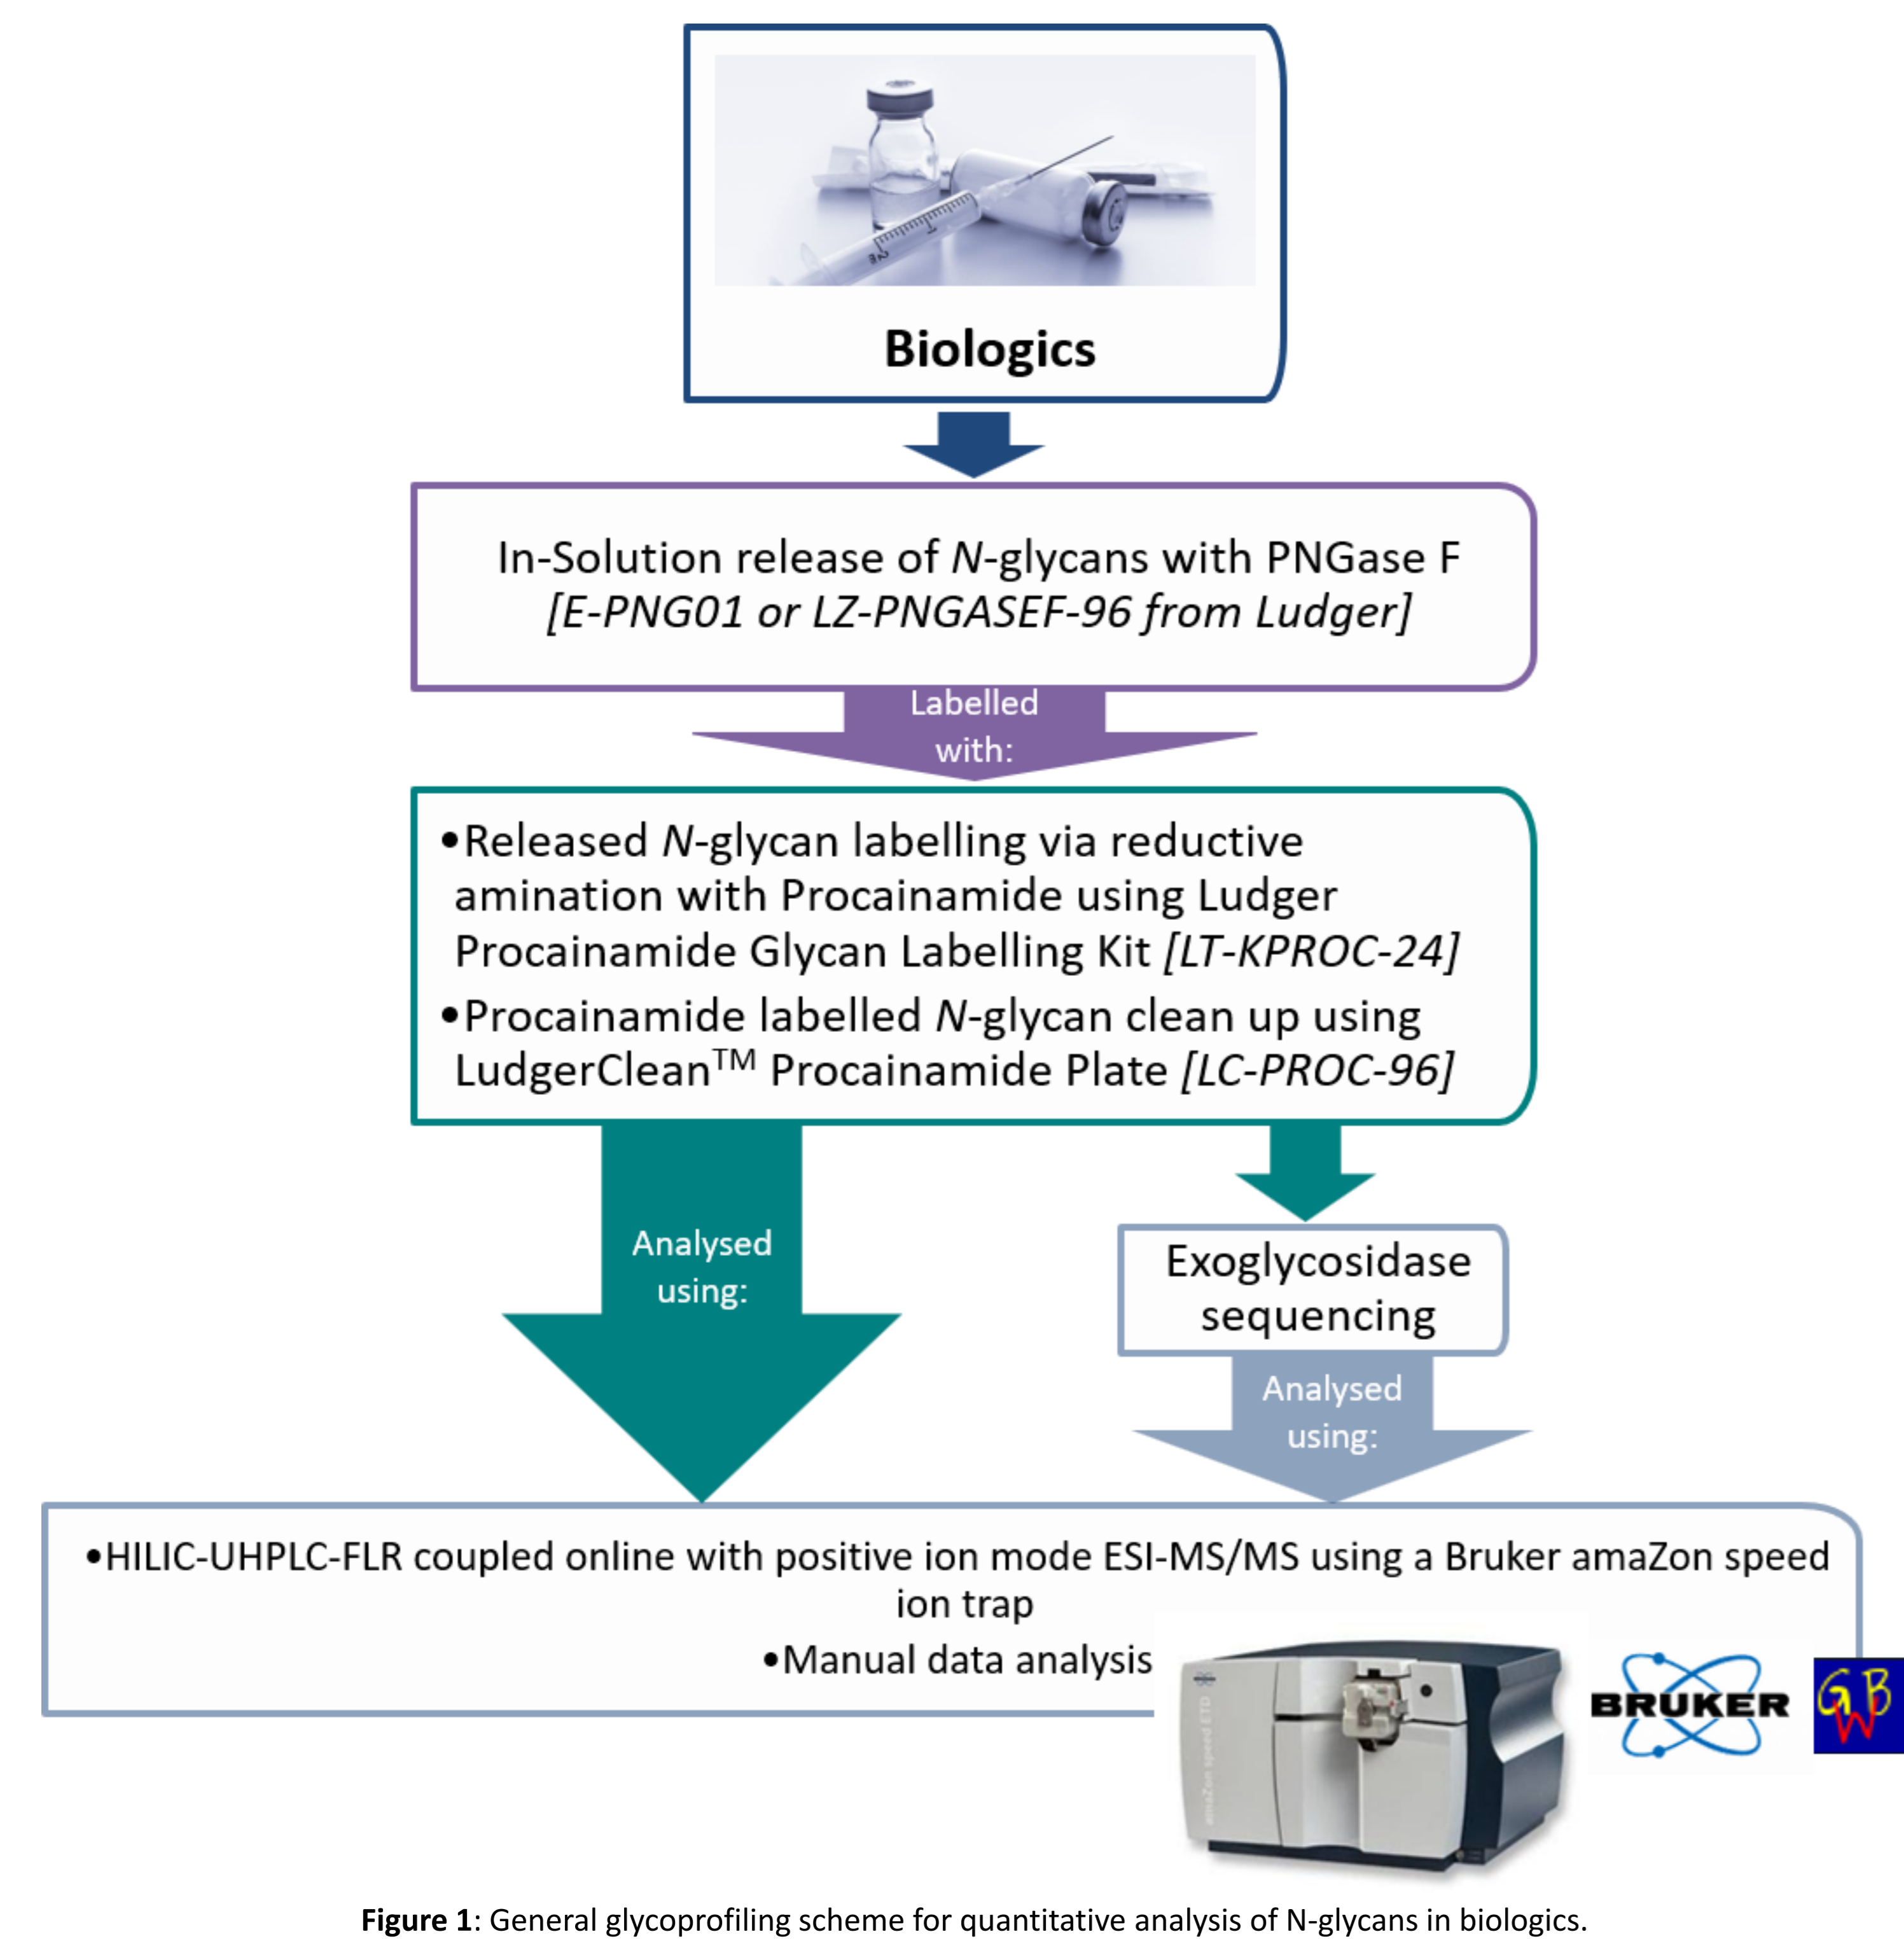 Biologics
In-Solution release of N-glycans with PNGase F
[E-PNG01 or LZ-PNGASEF-96 from Ludger]
Labelled
with:
•Released N-glycan labelling via reductive
amination with Procainamide using Ludger
Procainamide Glycan Labelling Kit [LT-KPROC-24]
•Procainamide labelled N-glycan clean up using
LudgerClean™ Procainamide Plate [LC-PROC-96]
Analysed
using:
Exoglycosidase
sequencing
Analysed
using:
•HILIC-UHPLC-FLR coupled online with positive ion mode ESI-MS/MS using a Bruker amaZon speed
ion trap
•Manual data analysis
amaZon speed ETD
BRUKER
GWB
Figure 1: General glycoprofiling scheme for quantitative analysis of N-glycans in biologics.